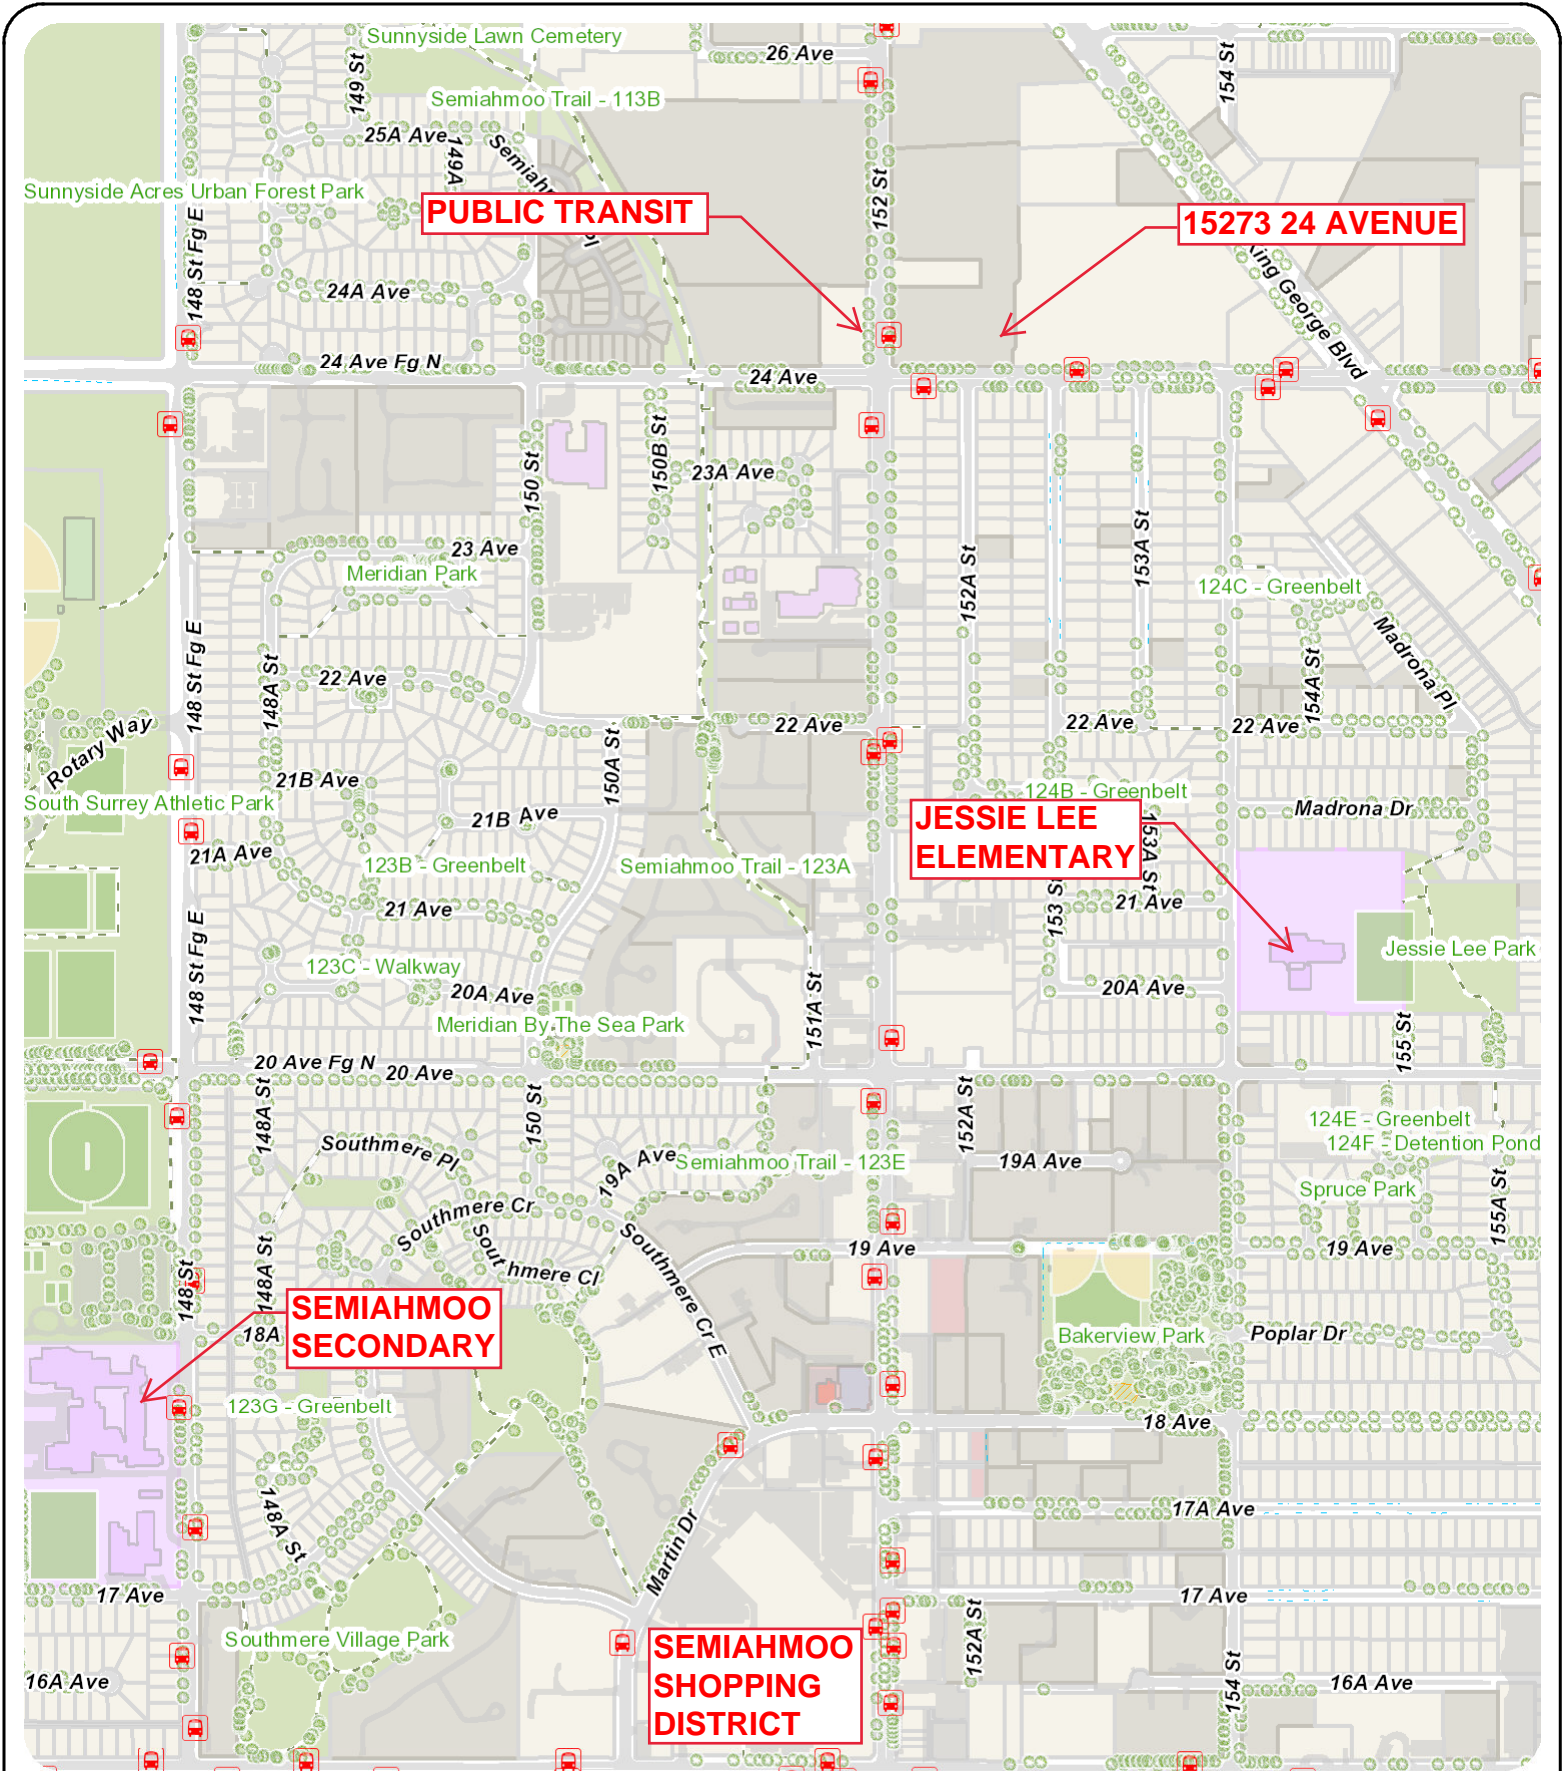 Sunnyside Lawn Cemetery
26 Ave
149 St
154 St
Semiahmoo Trail - 113B
25A Ave
149A
152 St
Sunnyside Acres Urban Forest Park
PUBLIC TRANSIT
15273 24 AVENUE
148 St Fg E
King George Blvd
24A Ave
24 Ave Fg N
24 Ave
150 St
150B St
23A Ave
23 Ave
Meridian Park
152A St
153A St
124C - Greenbelt
Madrona Pl
148 St Fg E
148A St
22 Ave
154A St
Rotary Way
22 Ave
22 Ave
22 Ave
150A St
21B Ave
South Surrey Athletic Park
124B - Greenbelt
21B Ave
JESSIE LEE
ELEMENTARY
Madrona Dr
153A St
21A Ave
123B - Greenbelt
Semiahmoo Trail - 123A
21 Ave
153 St
21 Ave
148 St Fg E
Jessie Lee Park
123C - Walkway
20A Ave
151A St
20A Ave
Meridian By The Sea Park
155 St
20 Ave Fg N
20 Ave
148A St
150 St
152A St
124E - Greenbelt
124F - Detention Pond
Southmere Pl
19A Ave
Semiahmoo Trail - 123E
19A Ave
Spruce Park
155A St
Southmere Cr
148A St
Southmere Cl
Southmere Cr E
19 Ave
19 Ave
148 St
SEMIAHMOO
SECONDARY
18A
Bakerview Park
Poplar Dr
123G - Greenbelt
18 Ave
148A St
17A Ave
Martin Dr
17 Ave
17 Ave
152A St
Southmere Village Park
SEMIAHMOO
SHOPPING
DISTRICT
154 St
16A Ave
16A Ave